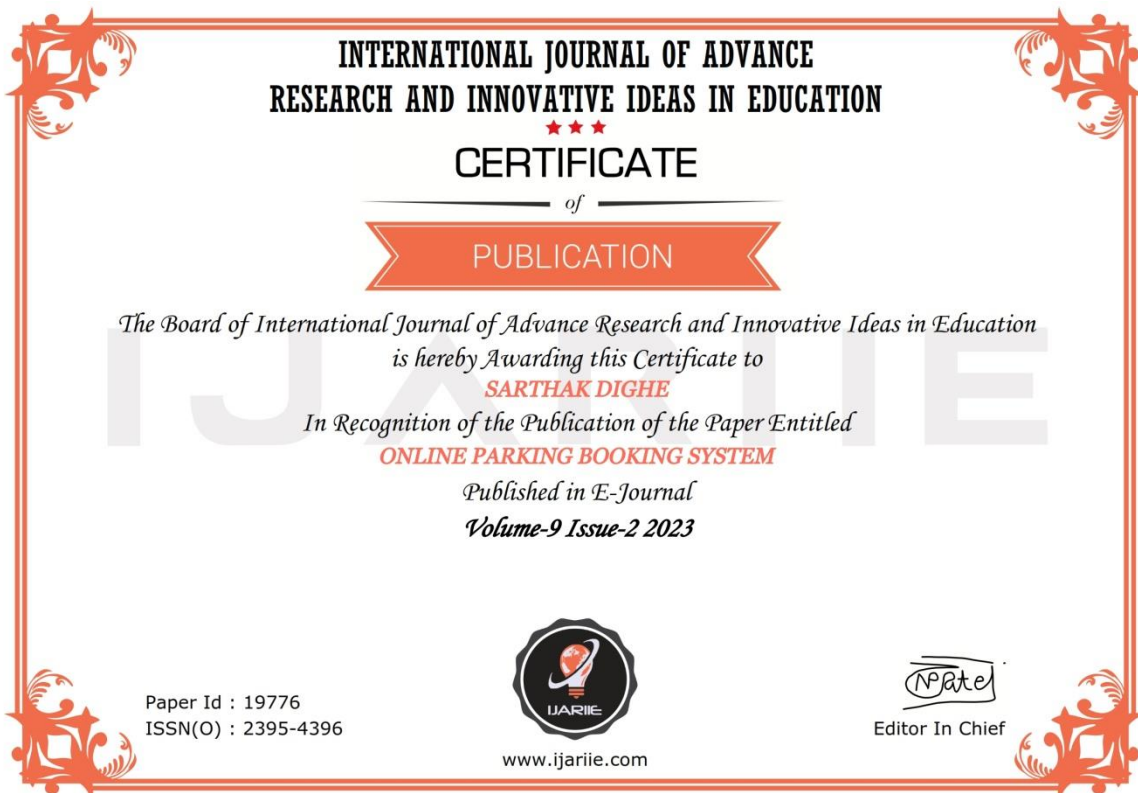 INTERNATIONAL JOURNAL OF ADVANCE
RESEARCH AND INNOVATIVE IDEAS IN EDUCATION
CERTIFICATE
of
PUBLICATION
The Board of International Journal of Advance Research and Innovative Ideas in Education
is hereby Awarding this Certificate to
SARTHAK DIGHE
In Recognition of the Publication of the Paper Entitled
ONLINE PARKING BOOKING SYSTEM
Published in E-Journal
Volume-9 Issue-2 2023
IJARIIE
Paper Id : 19776
ISSN(O) : 2395-4396
IJARIIE
www.ijariie.com
NPPatel
Editor In Chief